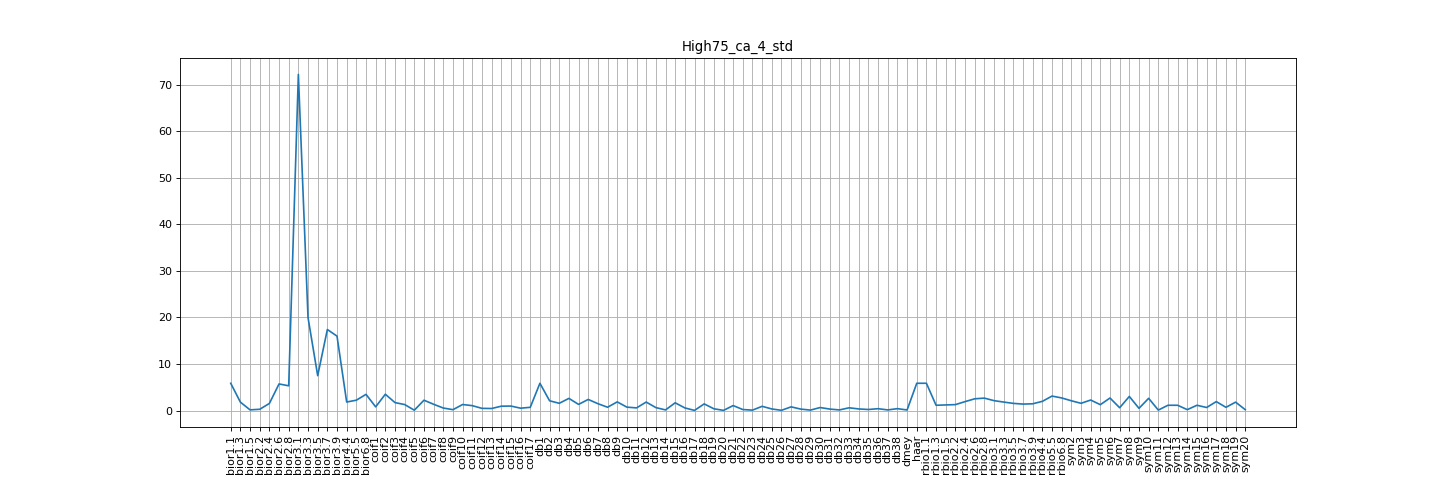 High75_ca_4_std
70
60
50
40
30
20
10
0
bior1.1
bior1.3
bior1.5
bior2.2
bior2.4
bior2.6
bior2.8
bior3.1
bior3.3
bior3.5
bior3.7
bior3.9
bior4.4
bior5.5
bior6.8
coif1
coif2
coif3
coif4
coif5
coif6
coif7
coif8
coif9
coif10
coif11
coif12
coif13
coif14
coif15
coif16
coif17
db1
db2
db3
db4
db5
db6
db7
db8
db9
db10
db11
db12
db13
db14
db15
db16
db17
db18
db19
db20
db21
db22
db23
db24
db25
db26
db27
db28
db29
db30
db31
db32
db33
db34
db35
db36
db37
db38
dmey
haar
rbio1.1
rbio1.3
rbio1.5
rbio2.2
rbio2.4
rbio2.6
rbio2.8
rbio3.1
rbio3.3
rbio3.5
rbio3.7
rbio3.9
rbio4.4
rbio5.5
rbio6.8
sym2
sym3
sym4
sym5
sym6
sym7
sym8
sym9
sym10
sym11
sym12
sym13
sym14
sym15
sym16
sym17
sym18
sym19
sym20